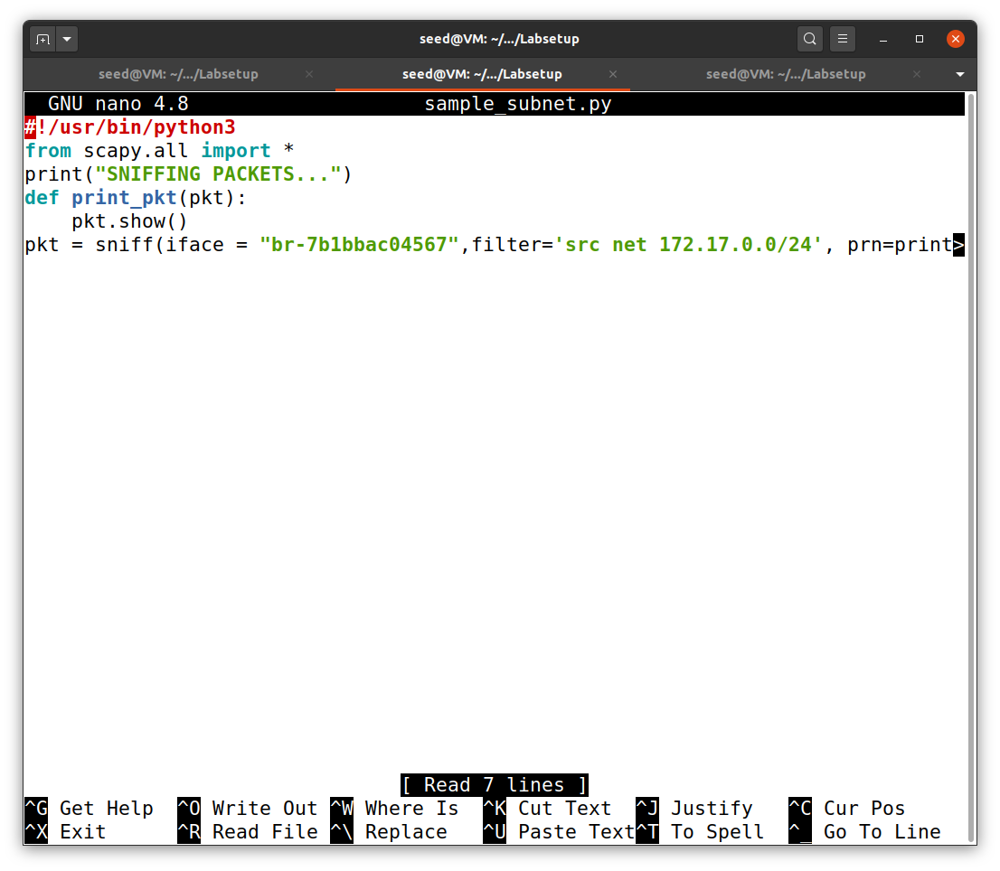 seed@VM: ~/.../Labsetup
seed@VM: ~/.../Labsetup × seed@VM: ~/.../Labsetup × seed@VM: ~/.../Labsetup ×
GNU nano 4.8 sample_subnet.py
#!/usr/bin/python3
from scapy.all import *
print("SNIFFING PACKETS...")
def print_pkt(pkt):
    pkt.show()
pkt = sniff(iface = "br-7b1bbac04567",filter='src net 172.17.0.0/24', prn=print>
[ Read 7 lines ]
^G Get Help ^O Write Out ^W Where Is ^K Cut Text ^J Justify ^C Cur Pos
^X Exit ^R Read File ^\ Replace ^U Paste Text ^T To Spell ^_ Go To Line